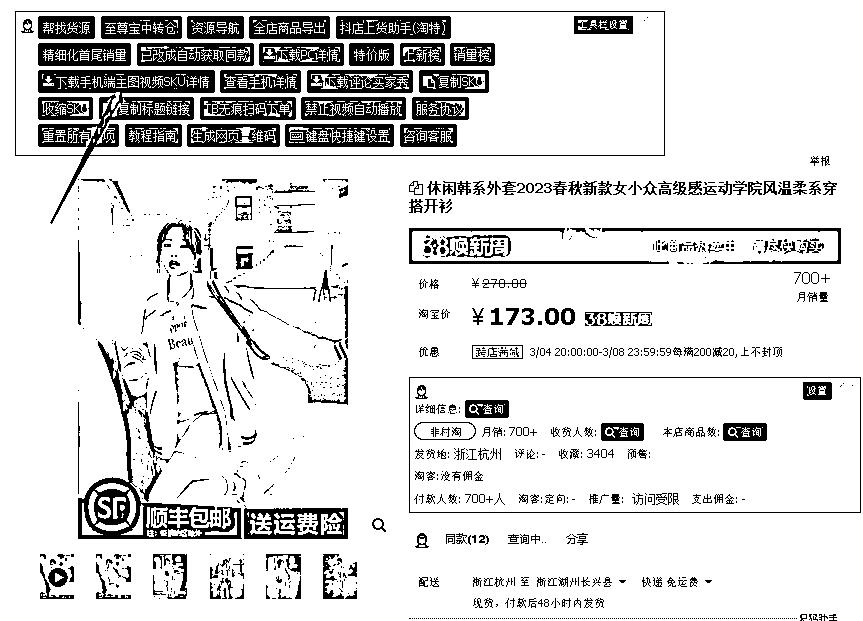 帮找货源 至尊宝中转仓 资源导航 全店商品导出 抖店上货助手(淘特) 工具栏设置
精细化首尾销量 已改成自动获取同款 下载PC详情 特价版 上新榜 销量榜
下载手机端主图视频SKU详情 查看手机详情 下载评论买家秀 复制SKU
收缩SKU 复制标题链接 禁止视频自动播放 服务协议
重置所有 教程指南 生成网页二维码 键盘快捷键设置 咨询客服
举报
休闲韩系外套2023春秋新款女小众高级感运动学院风温柔系穿
搭开衫
38焕新周
价格 ¥270.00 700+
月销量
淘宝价 ¥173.00 38焕新周
优惠 跨店满减 3/04 20:00:00-3/08 23:59:59每满200减20,上不封顶
设置
详细信息: 查询
非村淘 月销:700+ 收货人数: 查询 本店商品数: 查询
发货地:浙江杭州 评论:- 收藏:3404 预售:
淘客:没有佣金
付款人数:700+人 淘客:定向:- 推广量: 访问受限 支出佣金:-
SF 顺丰包邮 送运费险
同款(12) 查询中.. 分享
配送 浙江杭州 至 浙江湖州长兴县 快递 免运费
现货,付款后48小时内发货